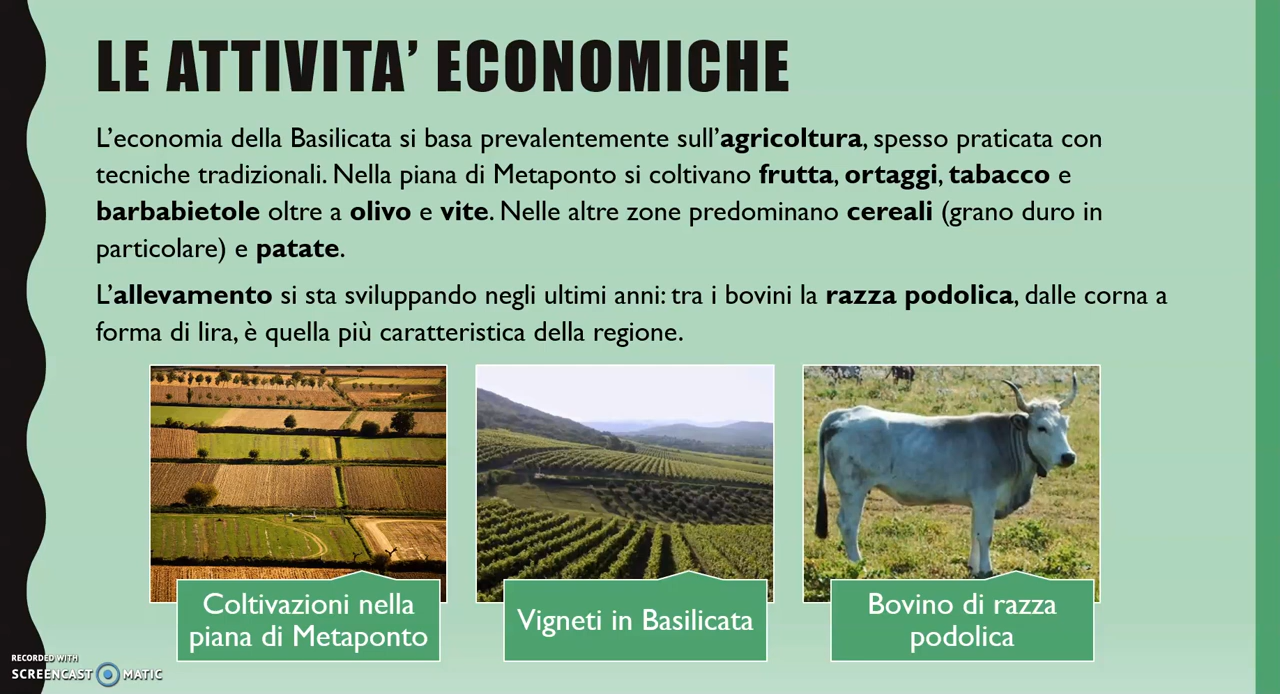 LE ATTIVITA’ ECONOMICHE
L’economia della Basilicata si basa prevalentemente sull’agricoltura, spesso praticata con
tecniche tradizionali. Nella piana di Metaponto si coltivano frutta, ortaggi, tabacco e
barbabietole oltre a olivo e vite. Nelle altre zone predominano cereali (grano duro in
particolare) e patate.
L’allevamento si sta sviluppando negli ultimi anni: tra i bovini la razza podolica, dalle corna a
forma di lira, è quella più caratteristica della regione.
Coltivazioni nella
piana di Metaponto
Vigneti in Basilicata
Bovino di razza
podolica
RECORDED WITH
SCREENCAST MATIC